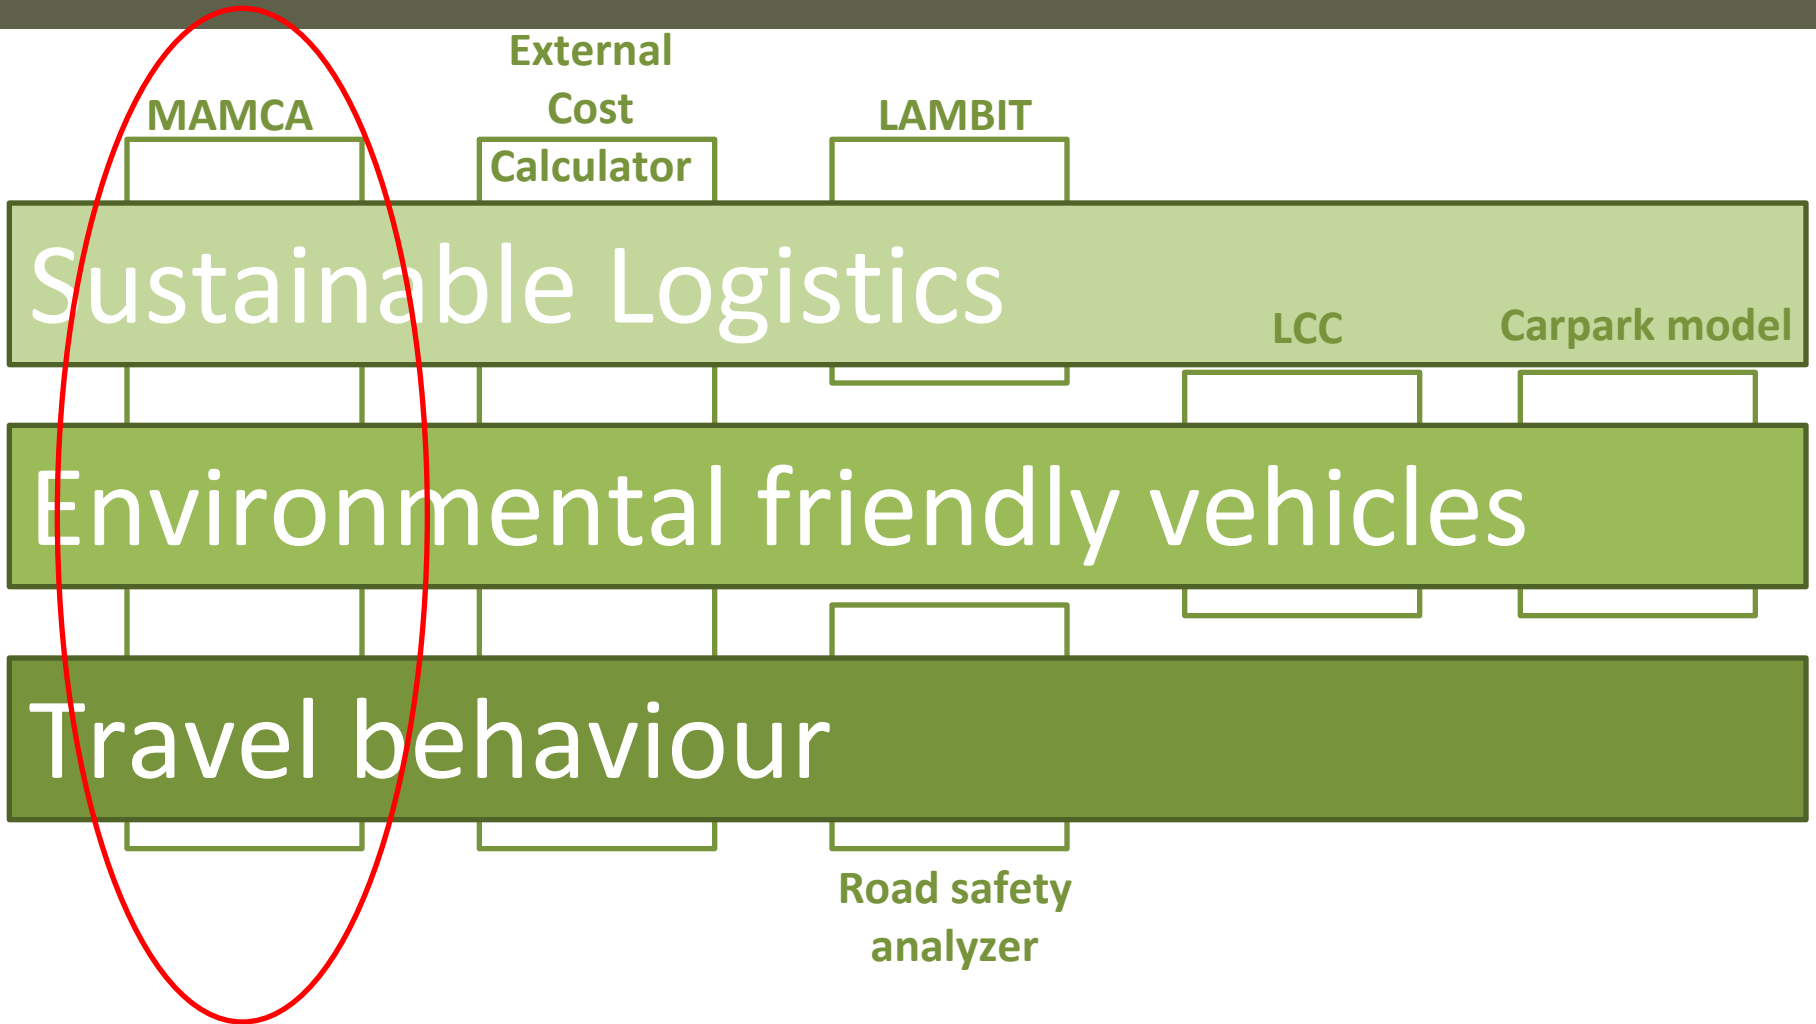 External
Cost
Calculator
MAMCA
LAMBIT
Sustainable Logistics
LCC
Carpark model
Environmental friendly vehicles
Travel behaviour
Road safety
analyzer